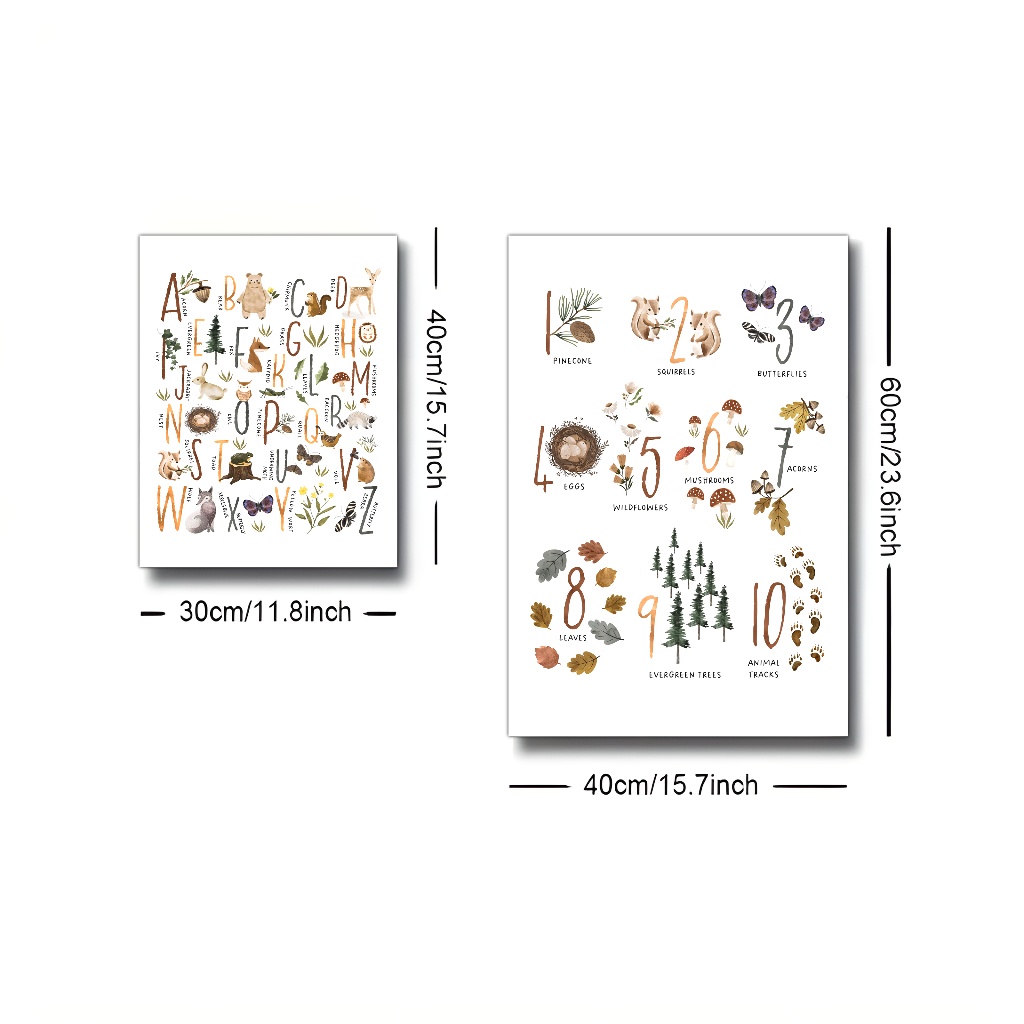 A ACORN B BEAR C CHIPMUNK D DEER
I IVY E EVERGREEN F FOX G GRASS H HEDGEHOG
J JACKRABBIT K KATYDID L LEAVES M MUSHROOMS
N NEST O OWL P PINECONE Q QUAIL R RACCOON
S SQUIRREL T TOAD U UNDERWING MOTH V VOLE
W WOLF X Y YELLOW Z ZEBRA BUTTERFLY
40cm/15.7inch
30cm/11.8inch
1 2 3
PINECONE SQUIRRELS BUTTERFLIES
4 5 6 7
EGGS WILDFLOWERS MUSHROOMS ACORNS
8 9 10
LEAVES EVERGREEN TREES ANIMAL
TRACKS
60cm/23.6inch
40cm/15.7inch